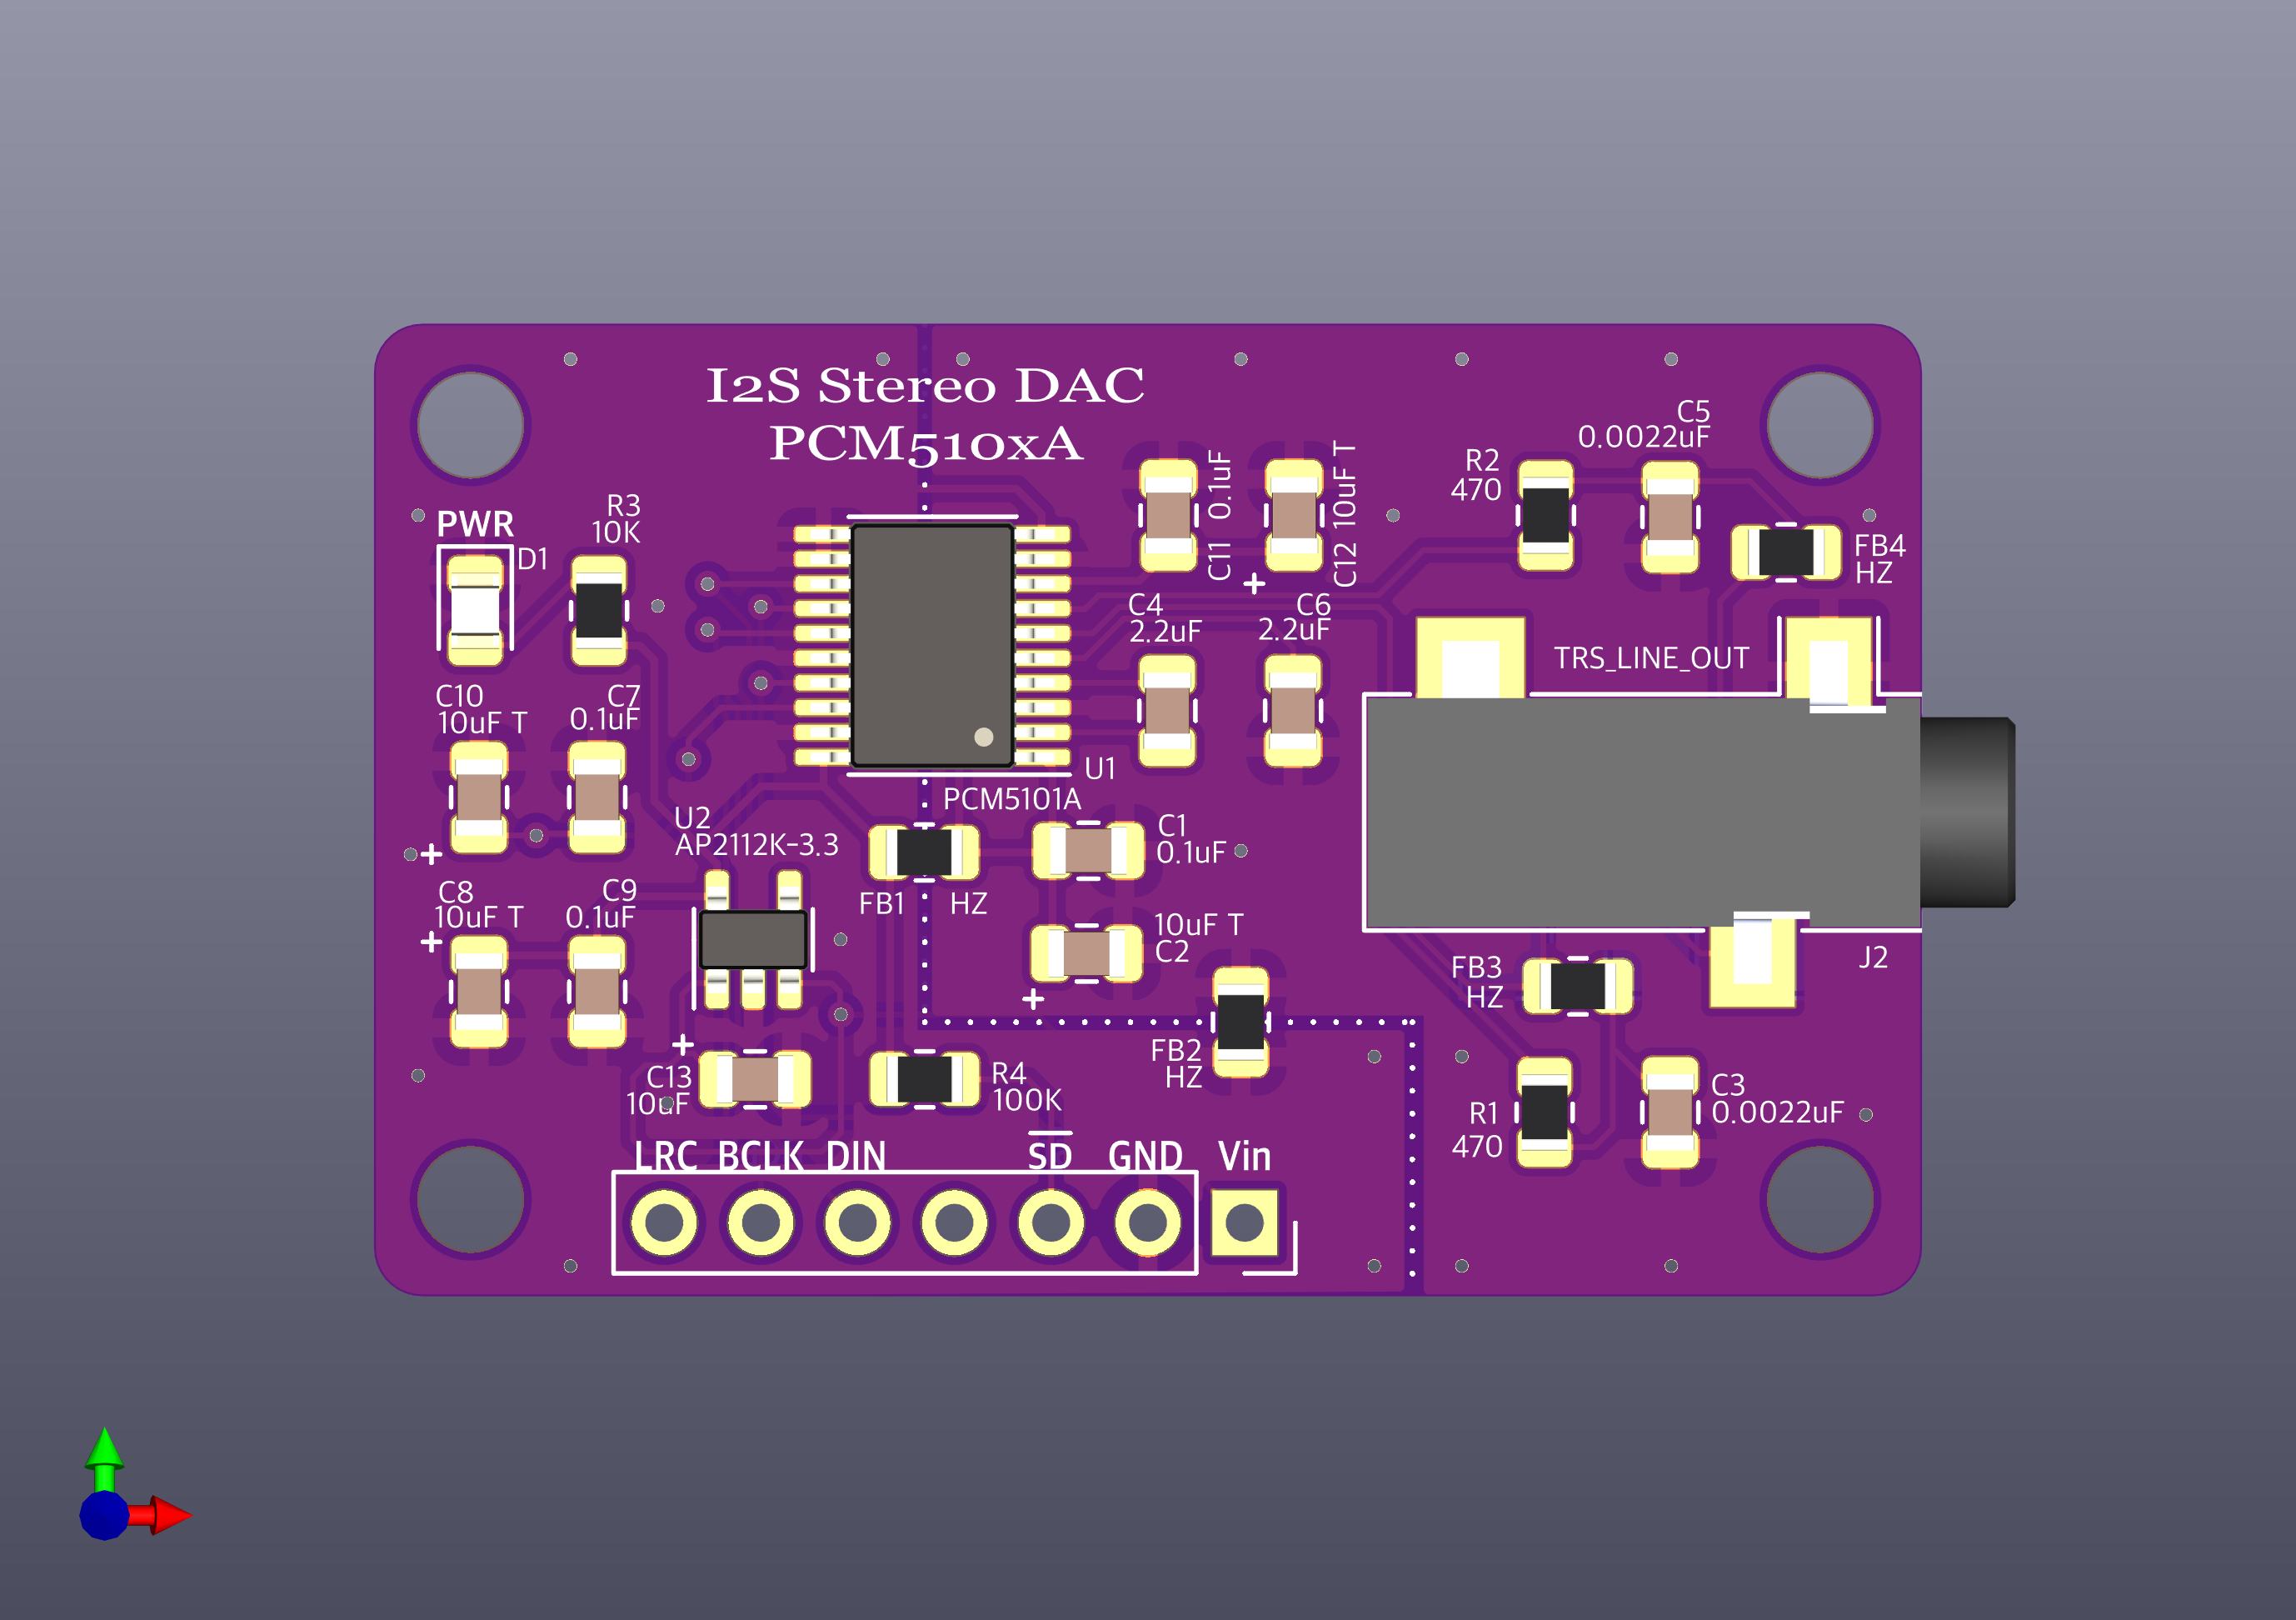 I2S Stereo DAC
PCM510xA
C5
0.0022uF
R2
470
C11 0.1uF
C12 10uF T
R3
10K
PWR
D1
FB4
HZ
+
C4
2.2uF
C6
2.2uF
TRS_LINE_OUT
C10
10uF T
C7
0.1uF
U1
PCM5101A
U2
AP2112K-3.3
C1
0.1uF
+
C8
10uF T
C9
0.1uF
FB1 HZ
10uF T
C2
+
+
J2
FB3
HZ
+
FB2
HZ
C13
10uF
R4
100K
C3
0.0022uF
R1
470
LRC BCLK DIN SD GND Vin